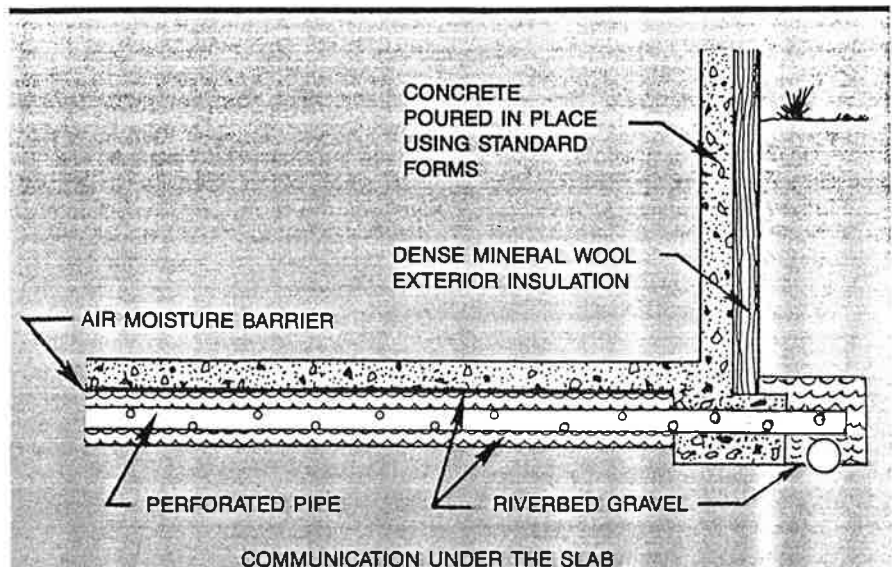 CONCRETE
POURED IN PLACE
USING STANDARD
FORMS
DENSE MINERAL WOOL
EXTERIOR INSULATION
AIR MOISTURE BARRIER
PERFORATED PIPE
RIVERBED GRAVEL
COMMUNICATION UNDER THE SLAB